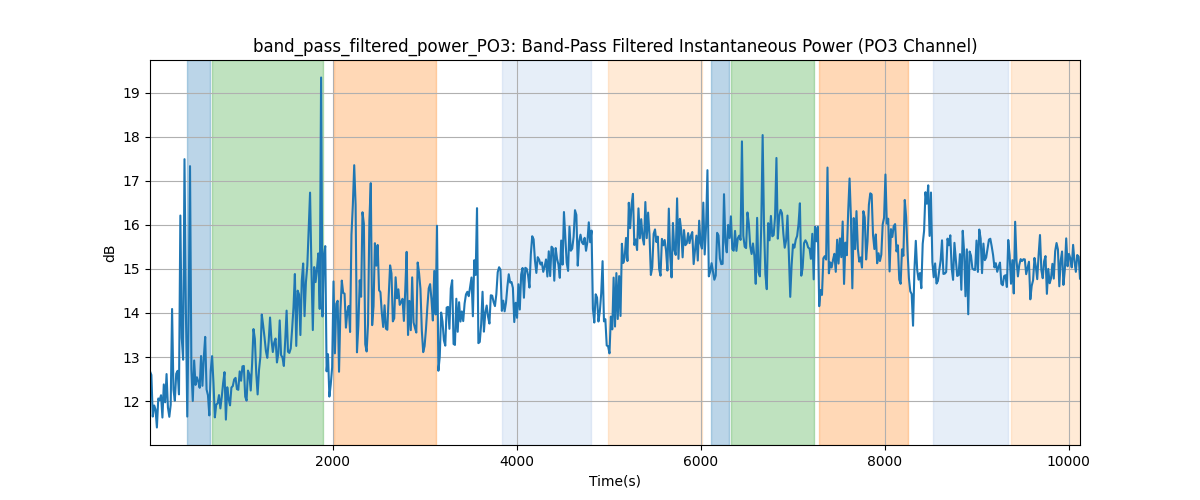 band_pass_filtered_power_PO3: Band-Pass Filtered Instantaneous Power (PO3 Channel)
19
18
17
16
15
14
13
12
dB
2000 4000 6000 8000 10000
Time(s)